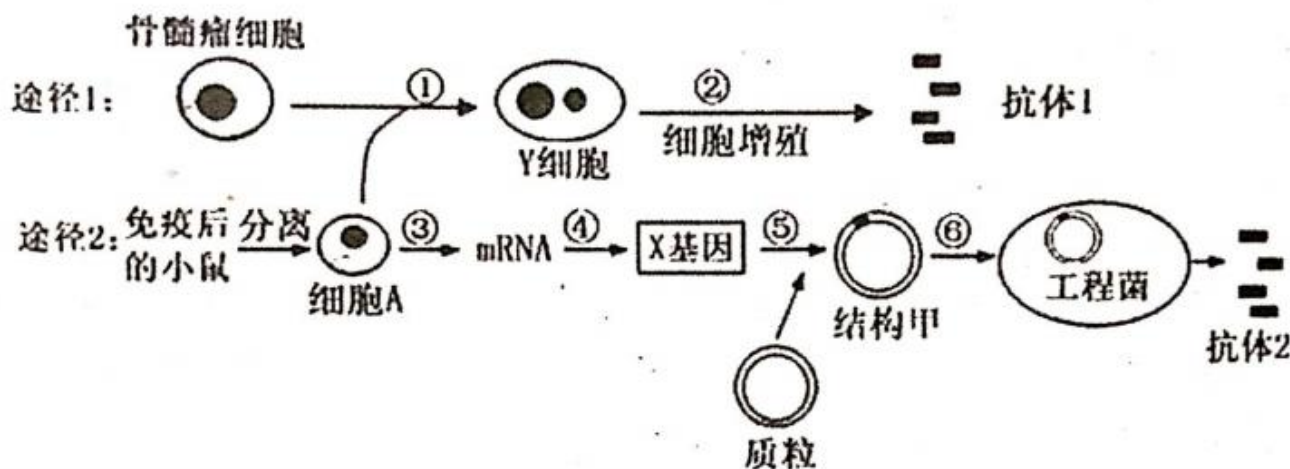 骨髓瘤细胞
途径1:
①
Y细胞
②
细胞增殖
抗体1
途径2:
免疫后
的小鼠
分离
细胞A
③
mRNA
④
X基因
⑤
质粒
结构甲
⑥
工程菌
抗体2